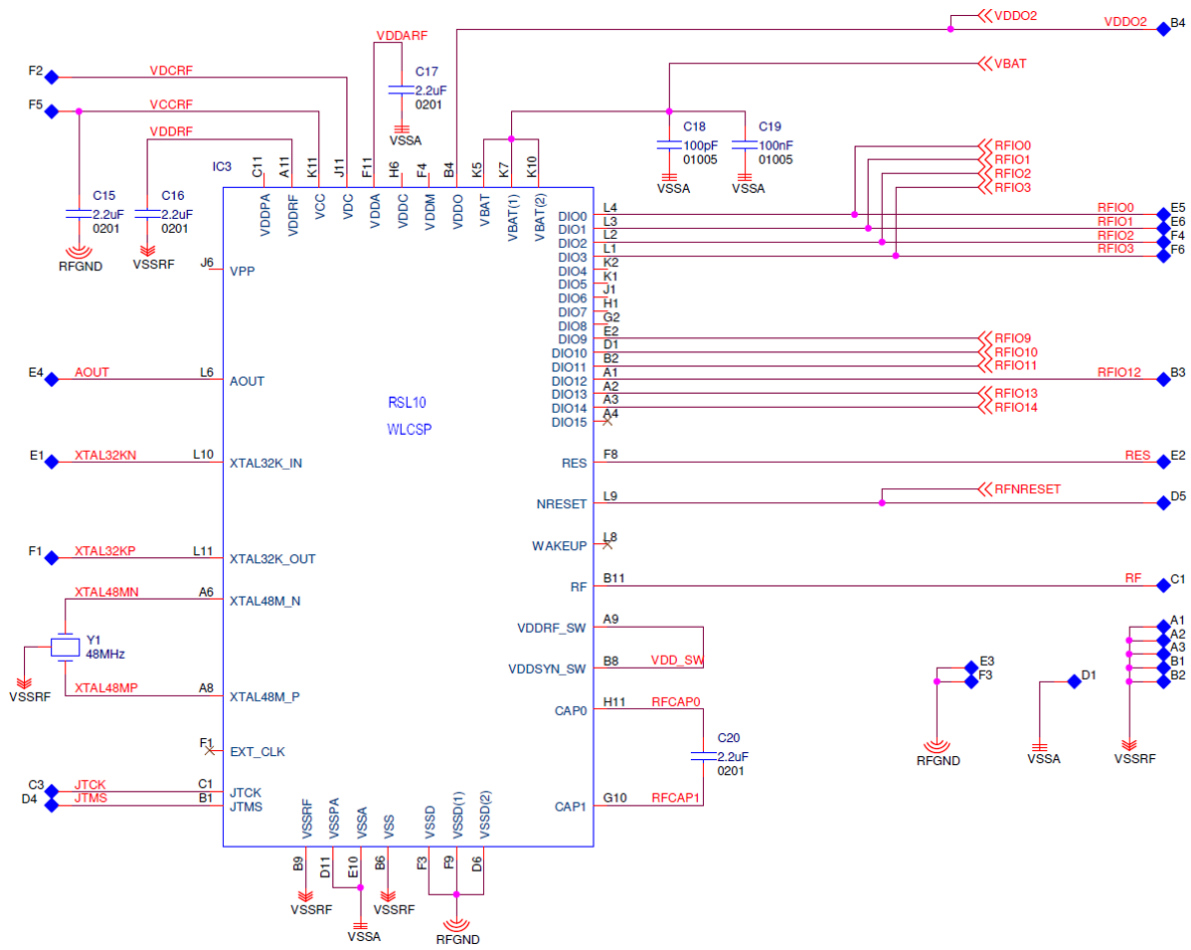 VDDO2
VDDO2 B4
VDDARF
F2 VDCRF
C17
2.2uF
0201
VBAT
F5 VCCRF
VDDRF
VSSA
C18
100pF
01005
C19
100nF
01005
VSSA
VSSA
RFIO0
RFIO1
RFIO2
RFIO3
IC3
C11
A11
K11
J11
F11
H6
F4
B4
K5
K7
K10
VDDPA
VDDRF
VCC
VDC
VDDA
VDDC
VDDM
VDDO
VBAT
VBAT(1)
VBAT(2)
C15
2.2uF
0201
C16
2.2uF
0201
RFGND
VSSRF
J6 VPP
DIO0 L4 RFIO0 E5
DIO1 L3 RFIO1 E6
DIO2 L2 RFIO2 F4
DIO3 L1 RFIO3 F6
DIO4 K2
DIO5 K1
DIO6 J1
DIO7 H1
DIO8 G2
DIO9 E2 RFIO9
DIO10 D1 RFIO10
DIO11 B2 RFIO11
DIO12 A1 RFIO12 B3
DIO13 A2 RFIO13
DIO14 A3 RFIO14
DIO15 A4
E4 AOUT L6 AOUT
RSL10
WLCSP
E1 XTAL32KN L10 XTAL32K_IN
RES F8 RES E2
RFNRESET
NRESET L9 D5
WAKEUP L8
F1 XTAL32KP L11 XTAL32K_OUT
RF B11 RF C1
XTAL48MN A6 XTAL48M_N
Y1
48MHz
VSSRF
XTAL48MP A8 XTAL48M_P
VDDRF_SW A9
VDDSYN_SW B8 VDD_SW
CAP0 H11 RFCAP0
C20
2.2uF
0201
CAP1 G10 RFCAP1
E3
F3
RFGND
D1
VSSA
A1
A2
A3
B1
B2
VSSRF
F1 EXT_CLK
C3 JTCK C1 JTCK
D4 JTMS B1 JTMS
VSSRF
VSSPA
VSSA
VSS
VSSD
VSSD(1)
VSSD(2)
B9
D11
E10
B6
F3
F9
D6
VSSRF
VSSA
VSSRF
RFGND